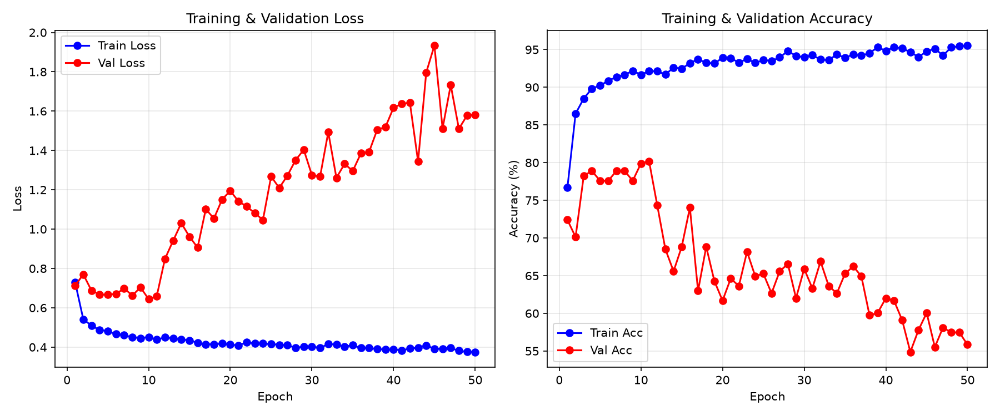 Training & Validation Loss
Train Loss
Val Loss
2.0
1.8
1.6
1.4
1.2
1.0
0.8
0.6
0.4
Loss
0 10 20 30 40 50
Epoch
Training & Validation Accuracy
95
90
85
80
75
70
65
60
55
Accuracy (%)
Train Acc
Val Acc
0 10 20 30 40 50
Epoch